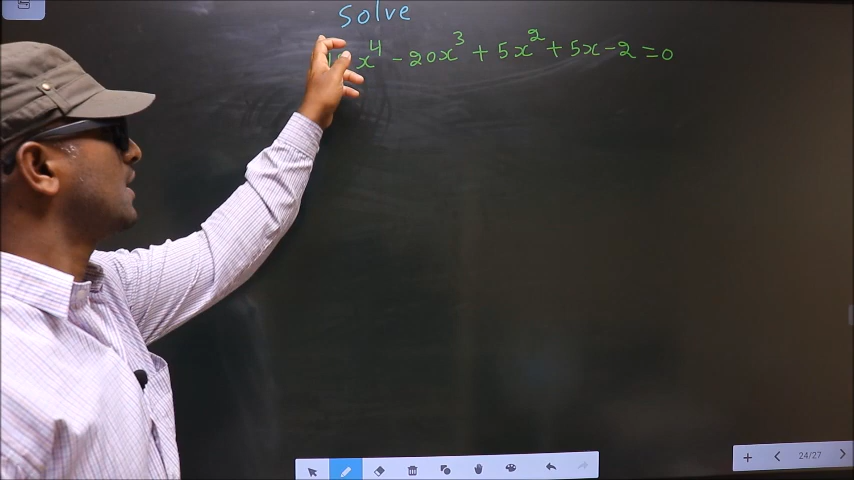 Solve
x⁴ - 20x³ + 5x² + 5x - 2 = 0
24/27